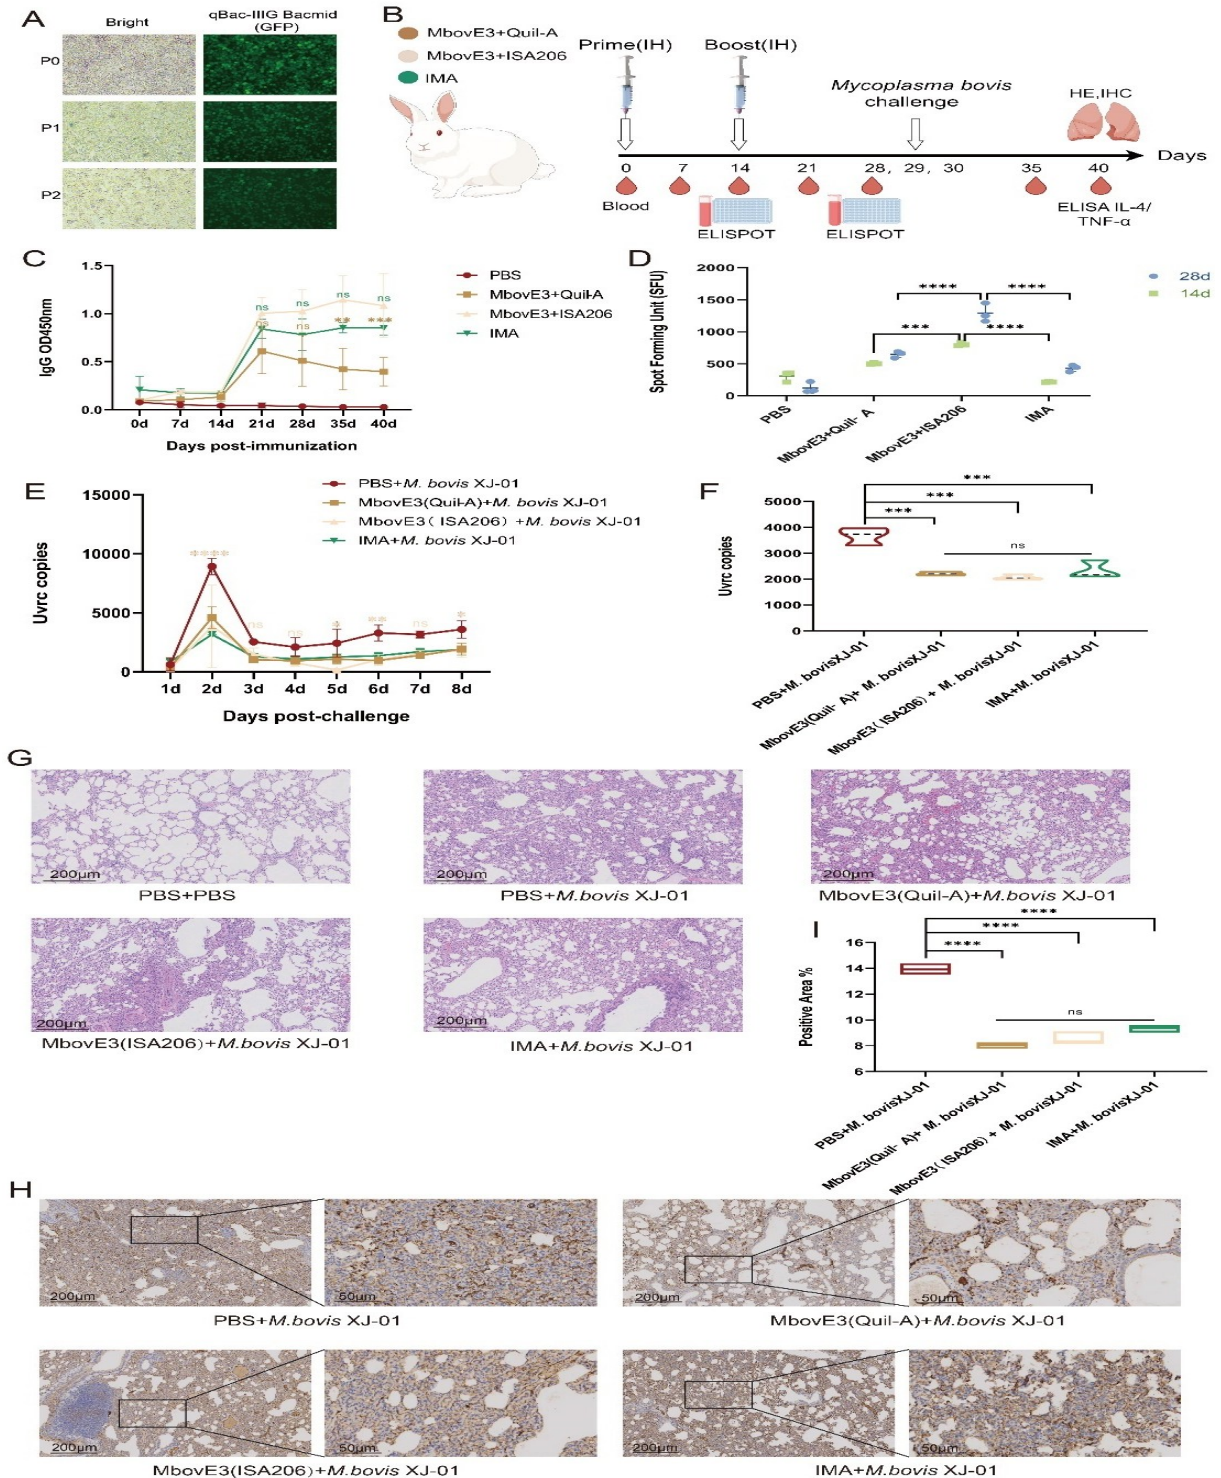 A
Bright
qBac-IIIG Bacmid
(GFP)
P0
P1
P2
B
MbovE3+Quil-A
MbovE3+ISA206
IMA
Prime(IH)
Boost(IH)
Mycoplasma bovis
challenge
HE,IHC
0 7 14 21 28, 29, 30 35 40
Days
Blood
ELISPOT
ELISPOT
ELISA IL-4/
TNF-α
C
IgG OD450nm
1.5
1.0
0.5
0.0
PBS
MbovE3+Quil-A
MbovE3+ISA206
IMA
ns ns ns ns
ns ns ** ***
0d 7d 14d 21d 28d 35d 40d
Days post-immunization
D
Spot Forming Unit (SFU)
2000
1500
1000
500
0
**** ****
*** ****
28d
14d
PBS
MbovE3+Quil- A
MbovE3+ISA206
IMA
E
Uvrc copies
15000
10000
5000
0
PBS+M. bovis XJ-01
MbovE3(Quil-A)+M. bovis XJ-01
MbovE3( ISA206) +M. bovis XJ-01
IMA+M. bovis XJ-01
**** ns ns * ** ns *
1d 2d 3d 4d 5d 6d 7d 8d
Days post-challenge
F
Uvrc copies
5000
4000
3000
2000
1000
0
***
***
***
ns
PBS+M. bovisXJ-01
MbovE3(Quil- A)+ M. bovisXJ-01
MbovE3( ISA206) + M. bovisXJ-01
IMA+M. bovisXJ-01
G
200μm
PBS+PBS
200μm
PBS+M.bovis XJ-01
200μm
MbovE3(Quil-A)+M.bovis XJ-01
200μm
MbovE3(ISA206)+M.bovis XJ-01
200μm
IMA+M.bovis XJ-01
I
Positive Area %
16
14
12
10
8
6
****
****
****
ns
PBS+M. bovisXJ-01
MbovE3(Quil- A)+ M. bovisXJ-01
MbovE3( ISA206) + M. bovisXJ-01
IMA+M. bovisXJ-01
H
200μm 50μm
PBS+M.bovis XJ-01
200μm 50μm
MbovE3(Quil-A)+M.bovis XJ-01
200μm 50μm
MbovE3(ISA206)+M.bovis XJ-01
200μm 50μm
IMA+M.bovis XJ-01